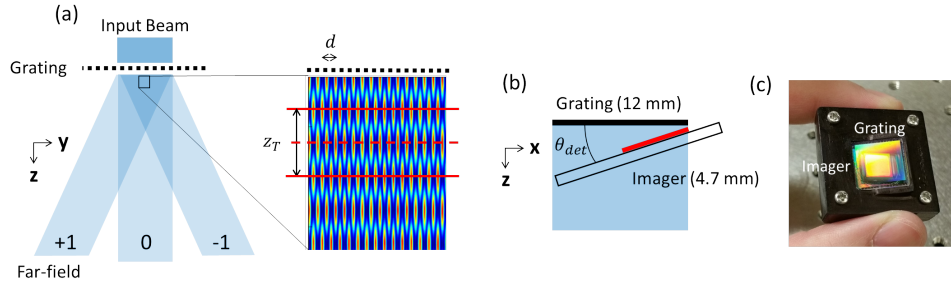 (a)
Input Beam
Grating
d
y
z
z_T
+1
0
-1
Far-field
(b)
Grating (12 mm)
θ_det
x
z
Imager (4.7 mm)
(c)
Grating
Imager